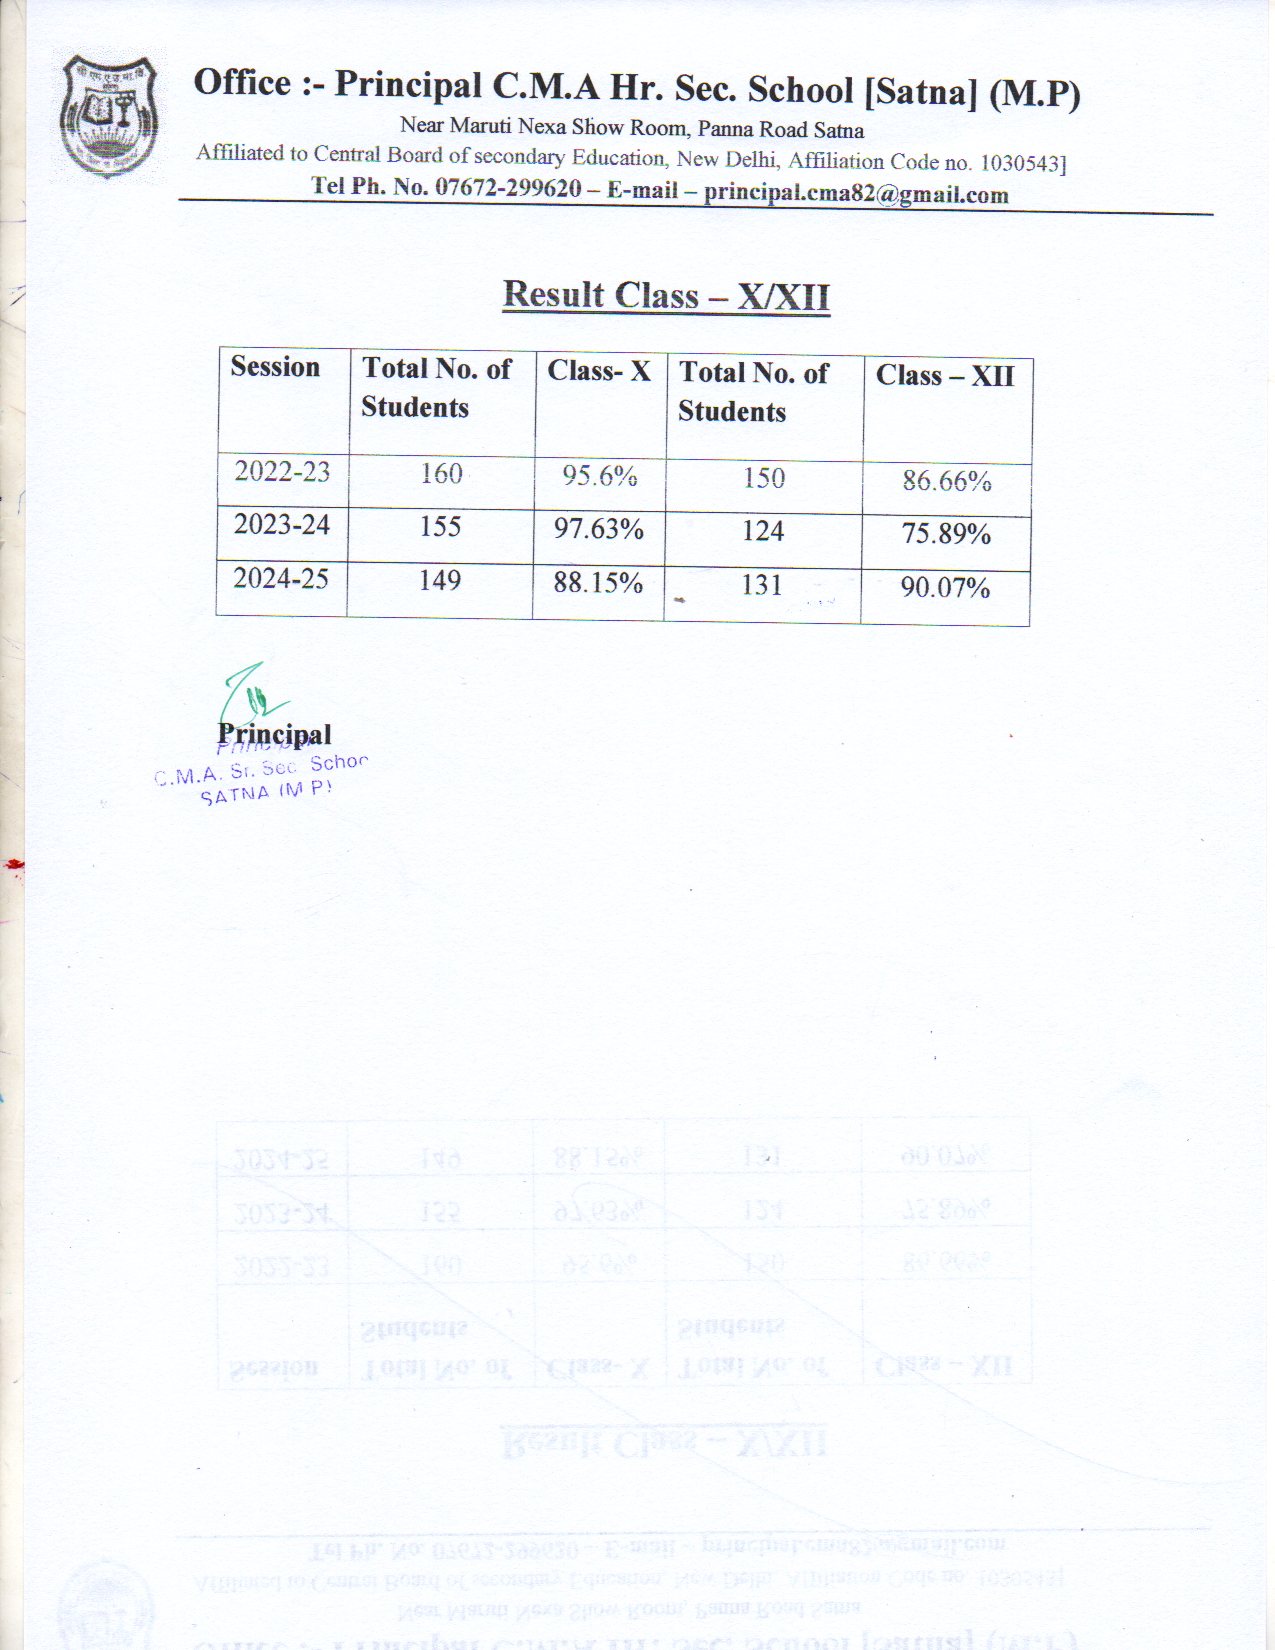 Office :- Principal C.M.A Hr. Sec. School [Satna] (M.P)
Near Maruti Nexa Show Room, Panna Road Satna
Affiliated to Central Board of secondary Education, New Delhi, Affiliation Code no. 1030543]
Tel Ph. No. 07672-299620 – E-mail – principal.cma82@gmail.com
Result Class – X/XII
Session Total No. of Students Class- X Total No. of Students Class – XII
2022-23 160 95.6% 150 86.66%
2023-24 155 97.63% 124 75.89%
2024-25 149 88.15% 131 90.07%
Principal
Principal
C.M.A. Sr. Sec. School
SATNA (M P)